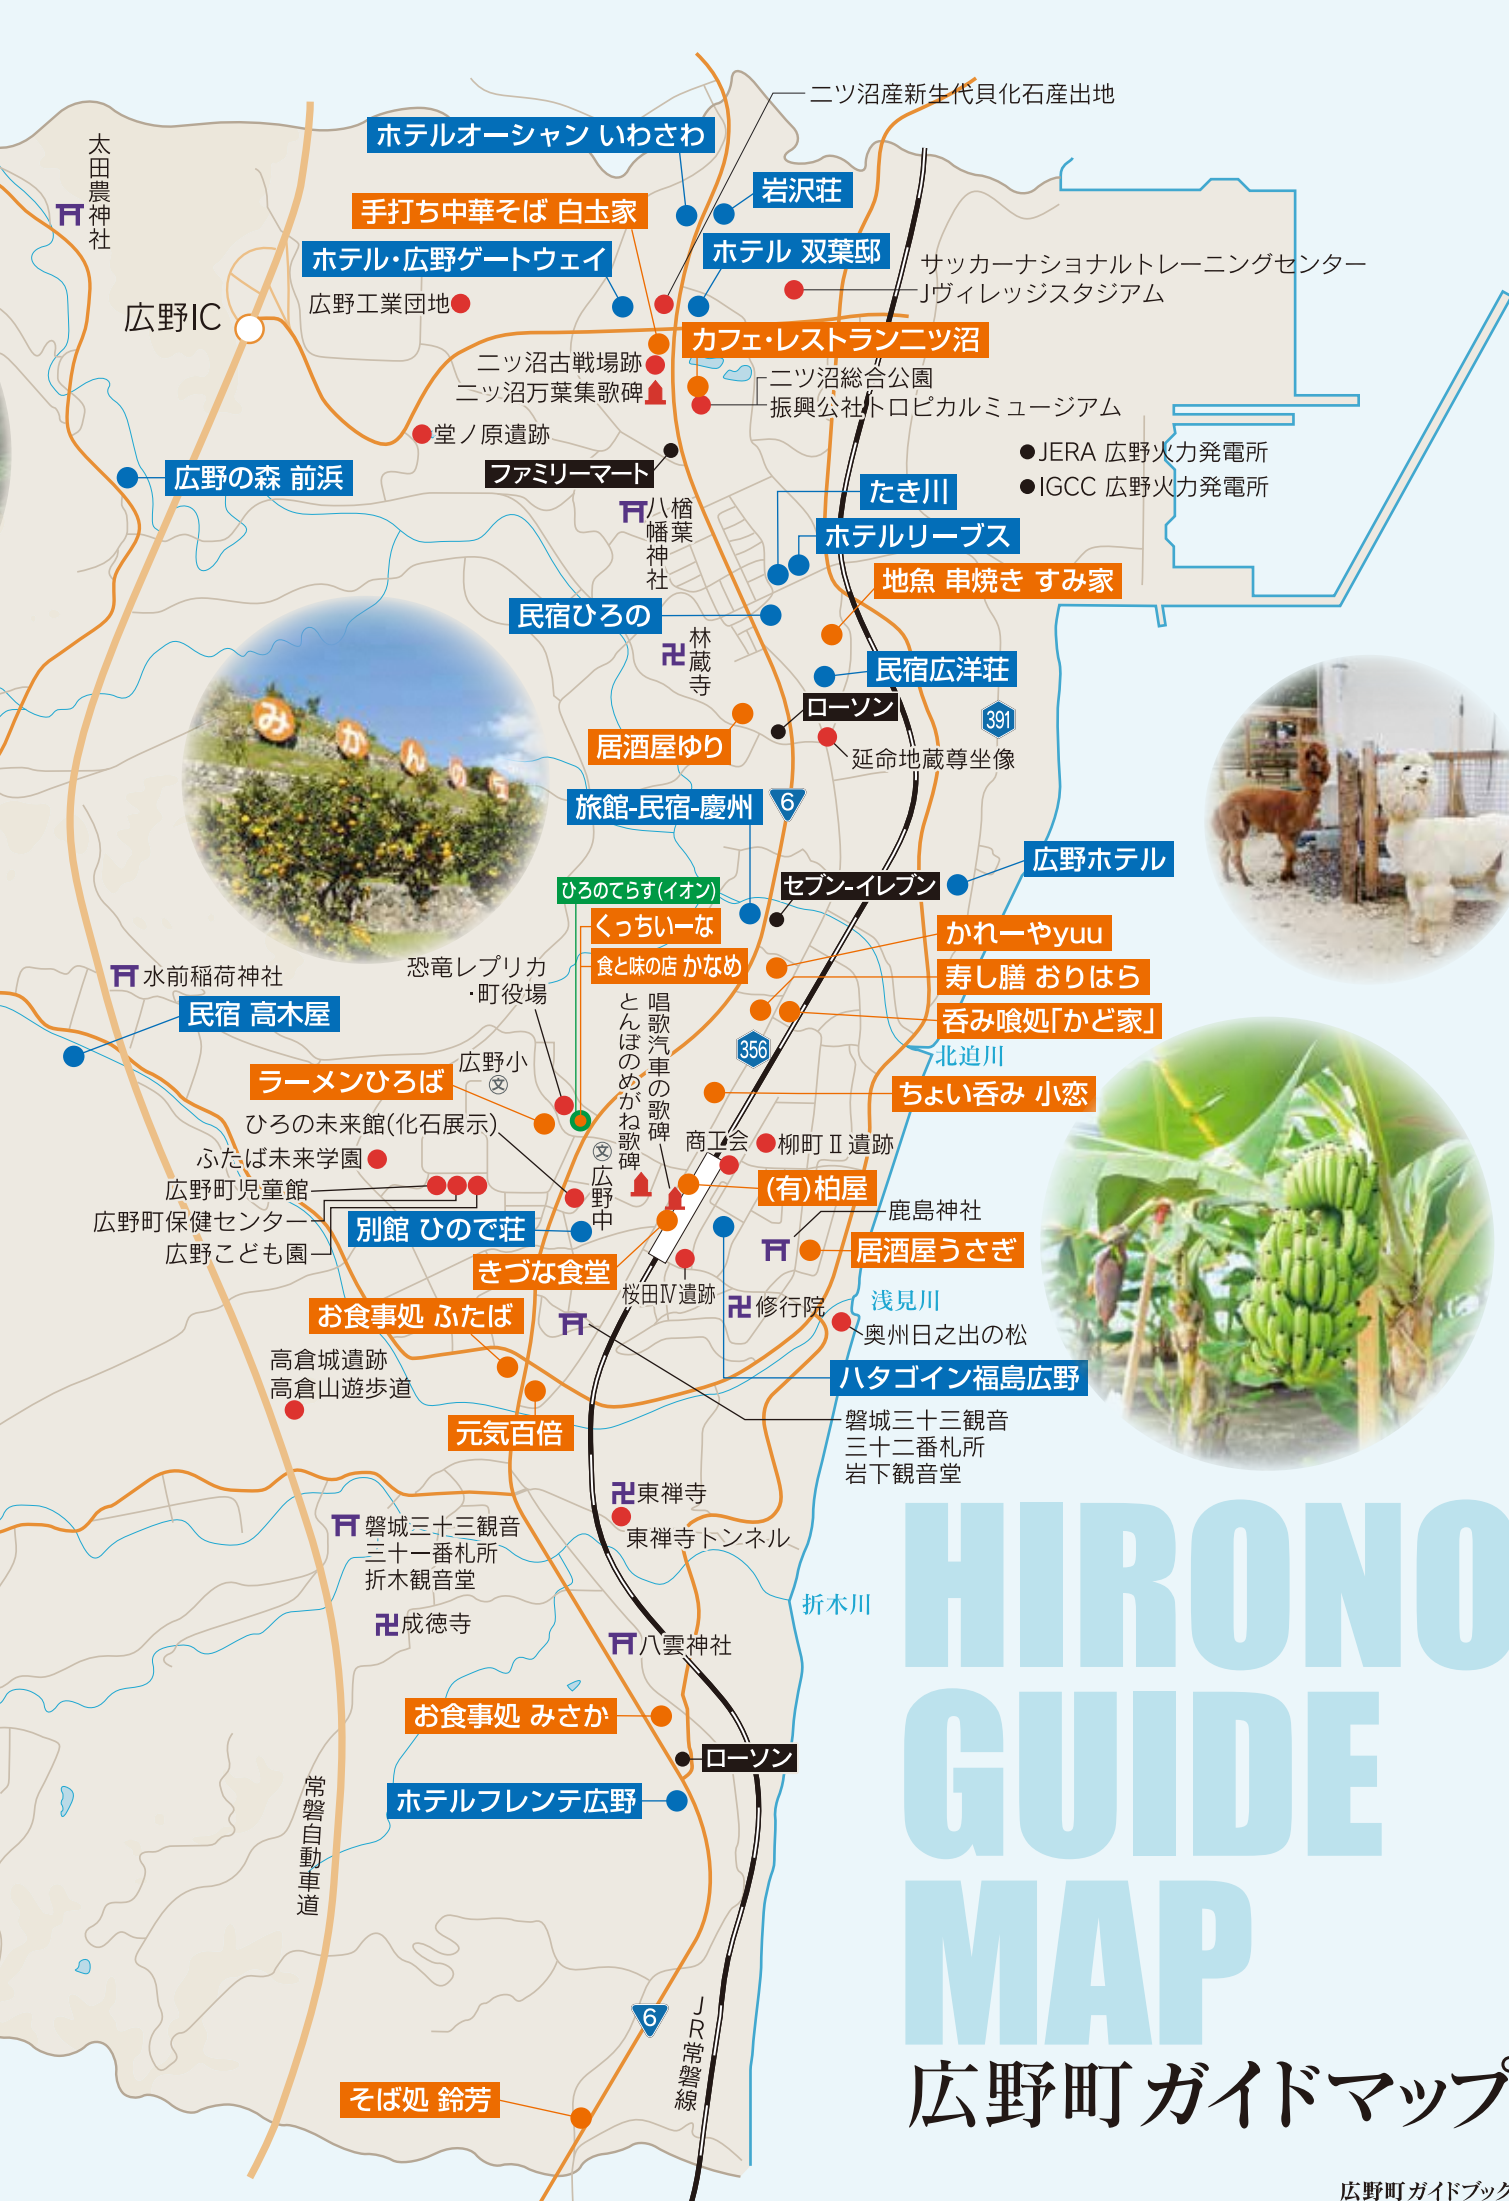 二ツ沼産新生代貝化石産出地
ホテルオーシャン いわさわ
太田農神社
岩沢荘
手打ち中華そば 白圡家
ホテル・広野ゲートウェイ
ホテル 双葉邸
サッカーナショナルトレーニングセンター
Jヴィレッジスタジアム
広野IC
広野工業団地
カフェ・レストラン二ツ沼
二ッ沼古戦場跡
二ッ沼万葉集歌碑
二ツ沼総合公園
振興公社トロピカルミュージアム
堂ノ原遺跡
JERA 広野火力発電所
IGCC 広野火力発電所
ファミリーマート
広野の森 前浜
楢葉
八幡神社
たき川
ホテルリーブス
地魚 串焼き すみ家
民宿ひろの
林蔵寺
民宿広洋荘
ローソン
391
みかんの丘
居酒屋ゆり
延命地蔵尊坐像
旅館-民宿-慶州
6
広野ホテル
セブン-イレブン
ひろのてらす(イオン)
くっちいーな
食と味の店 かなめ
かれーやyuu
寿し膳 おりはら
呑み喰処「かど家」
水前稲荷神社
恐竜レプリカ
・町役場
民宿 高木屋
唱歌汽車の歌碑
とんぼのめがね歌碑
356
北迫川
広野小
文
ラーメンひろば
ちょい呑み 小恋
ひろの未来館(化石展示)
商工会
柳町Ⅱ遺跡
文
広野中
ふたば未来学園
広野町児童館
広野町保健センター
広野こども園
(有)柏屋
別館 ひので荘
鹿島神社
居酒屋うさぎ
きづな食堂
桜田Ⅳ遺跡
修行院
浅見川
お食事処 ふたば
奥州日之出の松
高倉城遺跡
高倉山遊歩道
ハタゴイン福島広野
元気百倍
磐城三十三観音
三十二番札所
岩下観音堂
東禅寺
東禅寺トンネル
磐城三十三観音
三十一番札所
折木観音堂
成徳寺
折木川
八雲神社
お食事処 みさか
ローソン
ホテルフレンテ広野
常磐自動車道
6
JR常磐線
そば処 鈴芳
HIRONO
GUIDE
MAP
広野町ガイドマップ
広野町ガイドブック